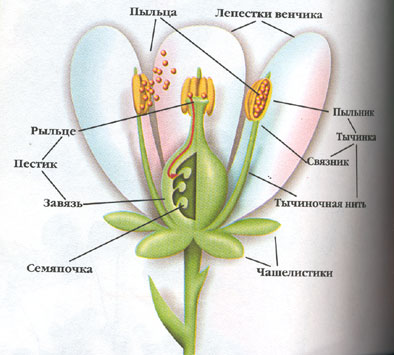 Пыльца
Лепестки венчика
Пыльник
Тычинка
Рыльце
Пестик
Связник
Завязь
Тычиночная нить
Семяпочка
Чашелистики